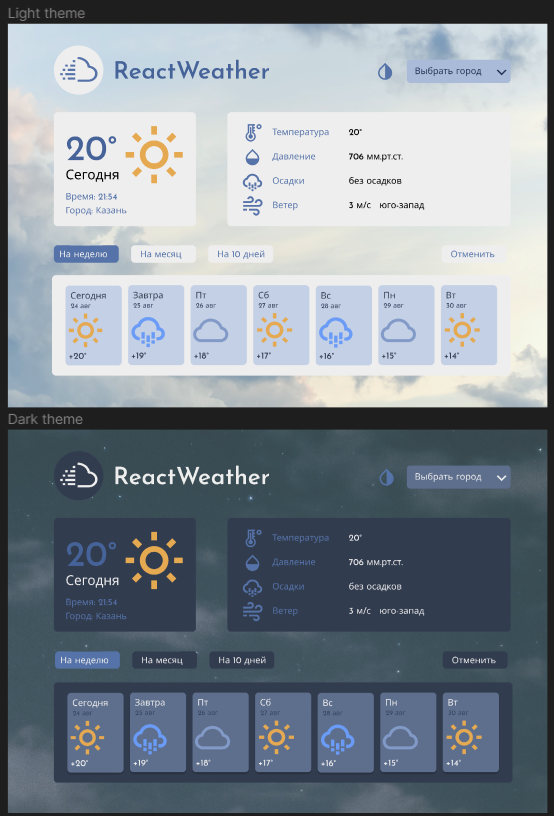 Light theme
ReactWeather
Выбрать город
20°
Сегодня
Время: 21:54
Город: Казань
Температура 20°
Давление 706 мм.рт.ст.
Осадки без осадков
Ветер 3 м/с юго-запад
На неделю На месяц На 10 дней Отменить
Сегодня Завтра Пт Сб Вс Пн Вт
24 авг 25 авг 26 авг 27 авг 28 авг 29 авг 30 авг
+20° +19° +18° +17° +16° +15° +14°
Dark theme
ReactWeather
Выбрать город
20°
Сегодня
Время: 21:54
Город: Казань
Температура 20°
Давление 706 мм.рт.ст.
Осадки без осадков
Ветер 3 м/с юго-запад
На неделю На месяц На 10 дней Отменить
Сегодня Завтра Пт Сб Вс Пн Вт
24 авг 25 авг 26 авг 27 авг 28 авг 29 авг 30 авг
+20° +19° +18° +17° +16° +15° +14°